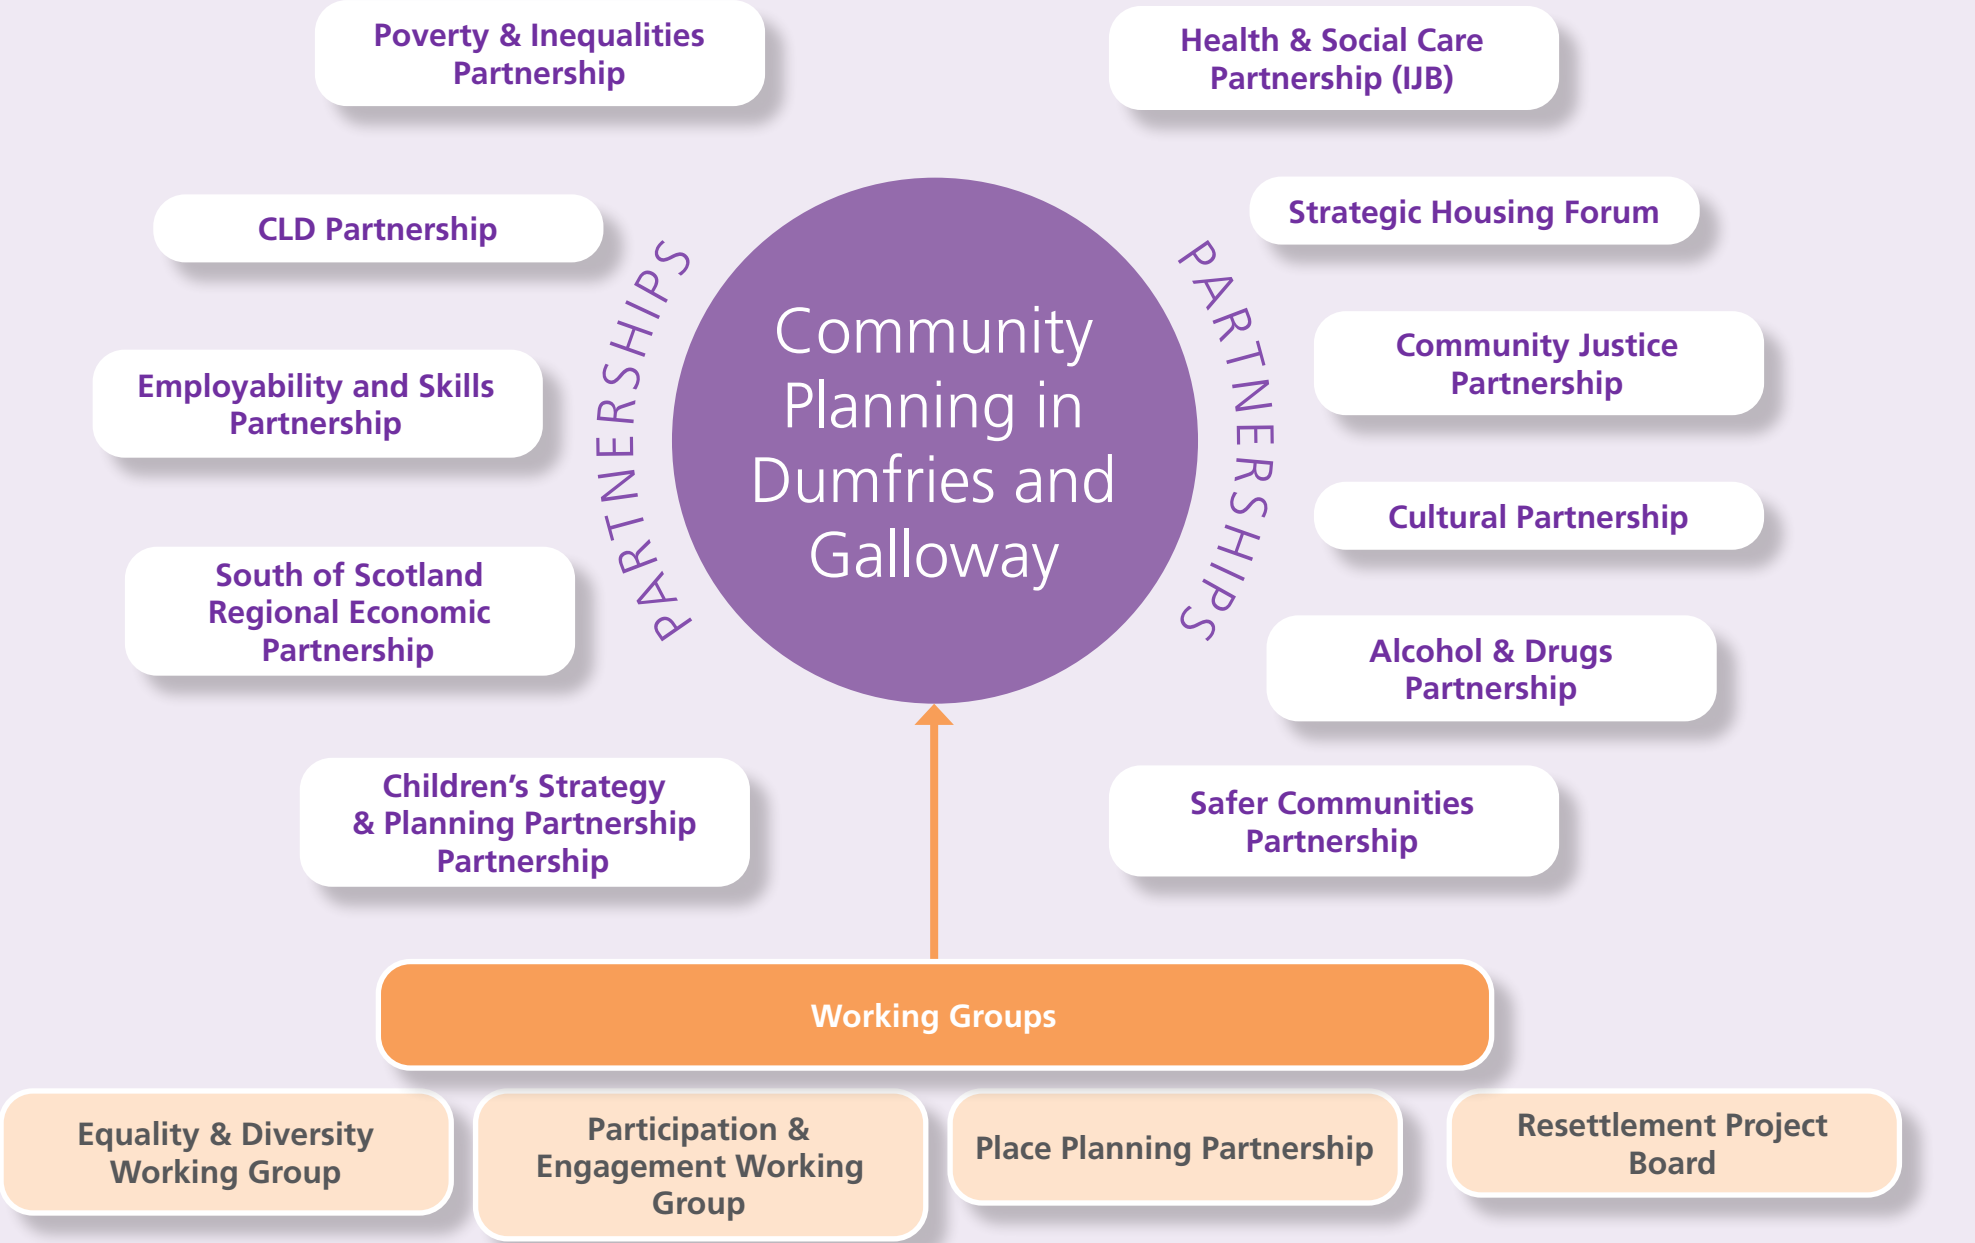 Poverty & Inequalities
Partnership
Health & Social Care
Partnership (IJB)
CLD Partnership
Strategic Housing Forum
PARTNERSHIPS
Community
Planning in
Dumfries and
Galloway
PARTNERSHIPS
Employability and Skills
Partnership
Community Justice
Partnership
Cultural Partnership
South of Scotland
Regional Economic
Partnership
Alcohol & Drugs
Partnership
Children’s Strategy
& Planning Partnership
Partnership
Safer Communities
Partnership
Working Groups
Equality & Diversity
Working Group
Participation &
Engagement Working
Group
Place Planning Partnership
Resettlement Project
Board